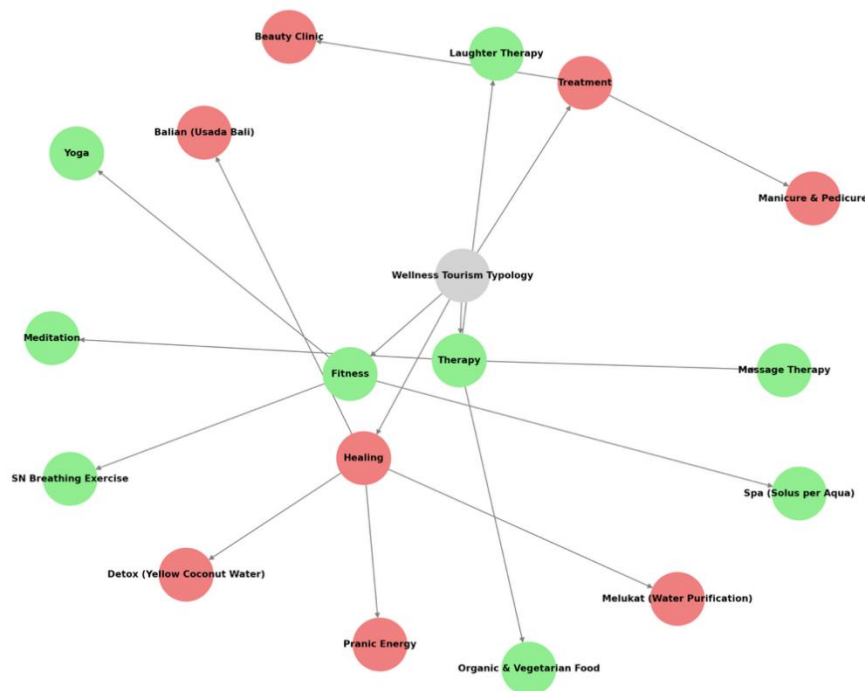 Beauty Clinic
Laughter Therapy
Treatment
Balian (Usada Bali)
Yoga
Manicure & Pedicure
Wellness Tourism Typology
Meditation
Therapy
Massage Therapy
Fitness
Healing
SN Breathing Exercise
Spa (Solus per Aqua)
Detox (Yellow Coconut Water)
Melukat (Water Purification)
Pranic Energy
Organic & Vegetarian Food